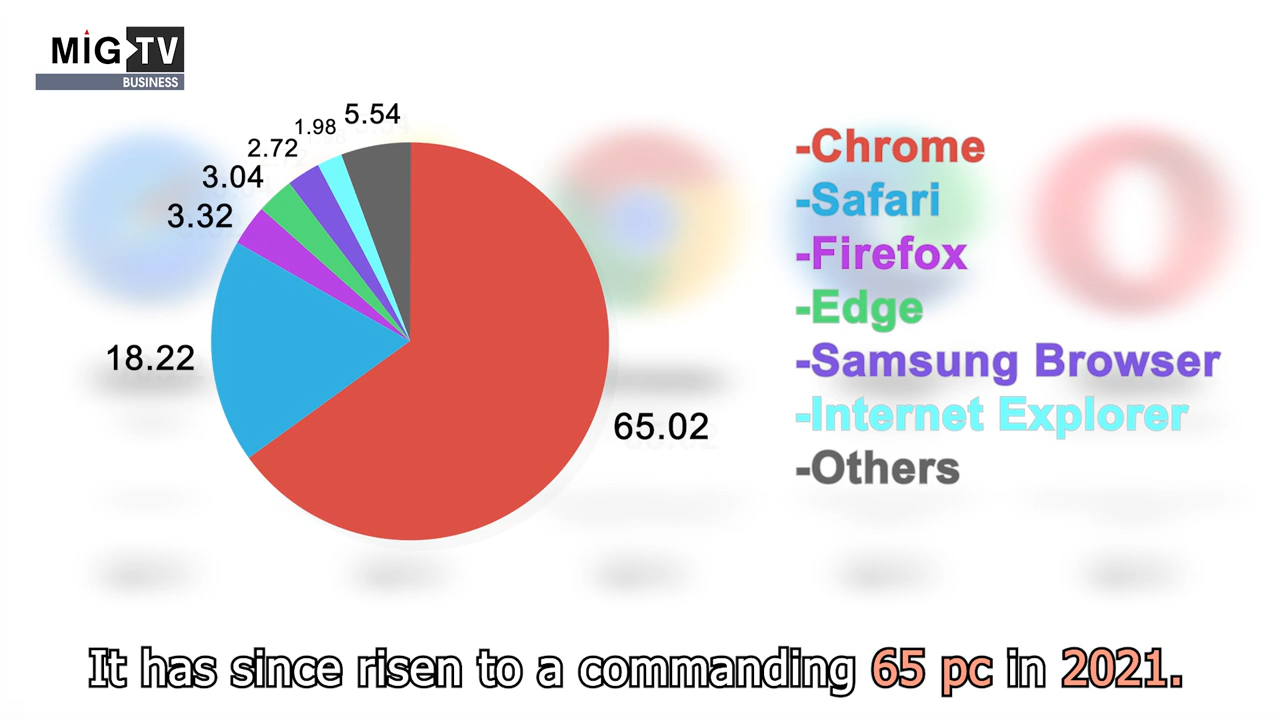 MiG TV
BUSINESS
5.54
1.98
2.72
3.04
3.32
18.22
65.02
-Chrome
-Safari
-Firefox
-Edge
-Samsung Browser
-Internet Explorer
-Others
It has since risen to a commanding 65 pc in 2021.